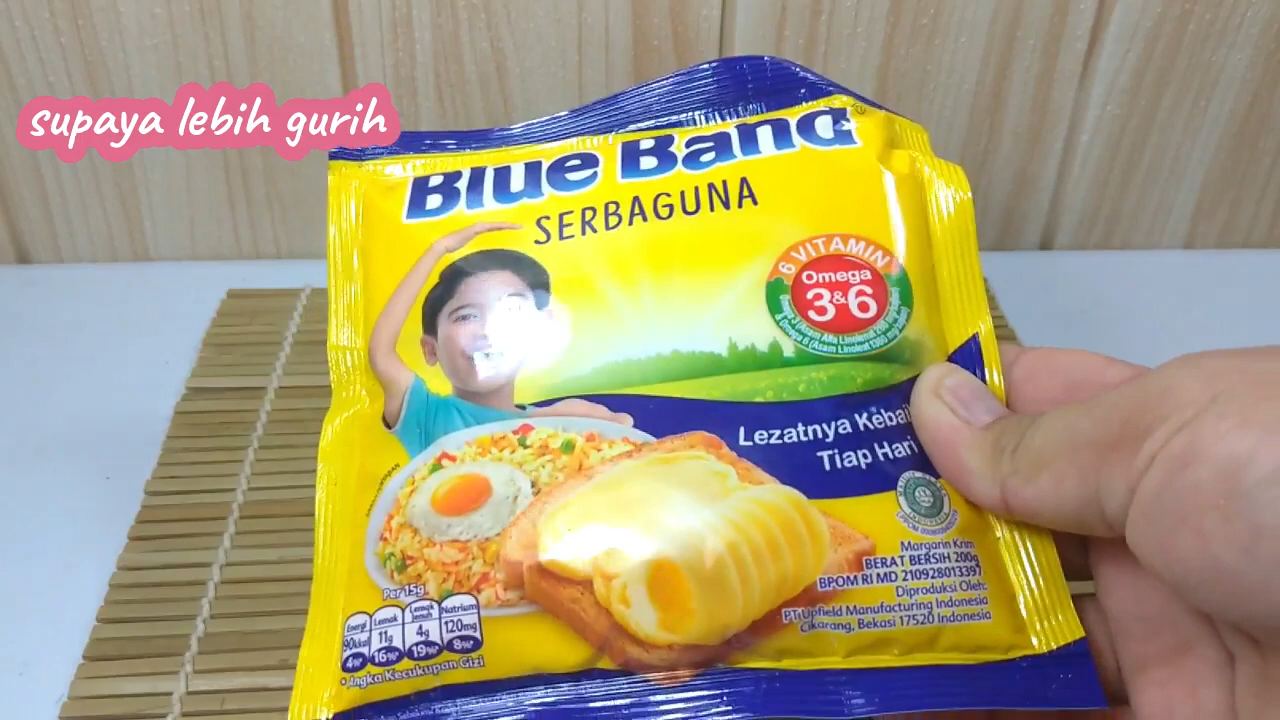 supaya lebih gurih
Blue Band
SERBAGUNA
6 VITAMIN
Omega
3&6
Lezatnya Kebai
Tiap Hari
Margarin Krim
BERAT BERSIH 200g
BPOM RI MD 210928013397
Diproduksi Oleh:
PT Upfield Manufacturing Indonesia
Cikarang, Bekasi 17520 Indonesia
Per 15g
Energi Lemak Lemak jenuh Natrium
90kkal 11g 4g 120mg
4%* 16%* 19%* 8%*
*Angka Kecukupan Gizi